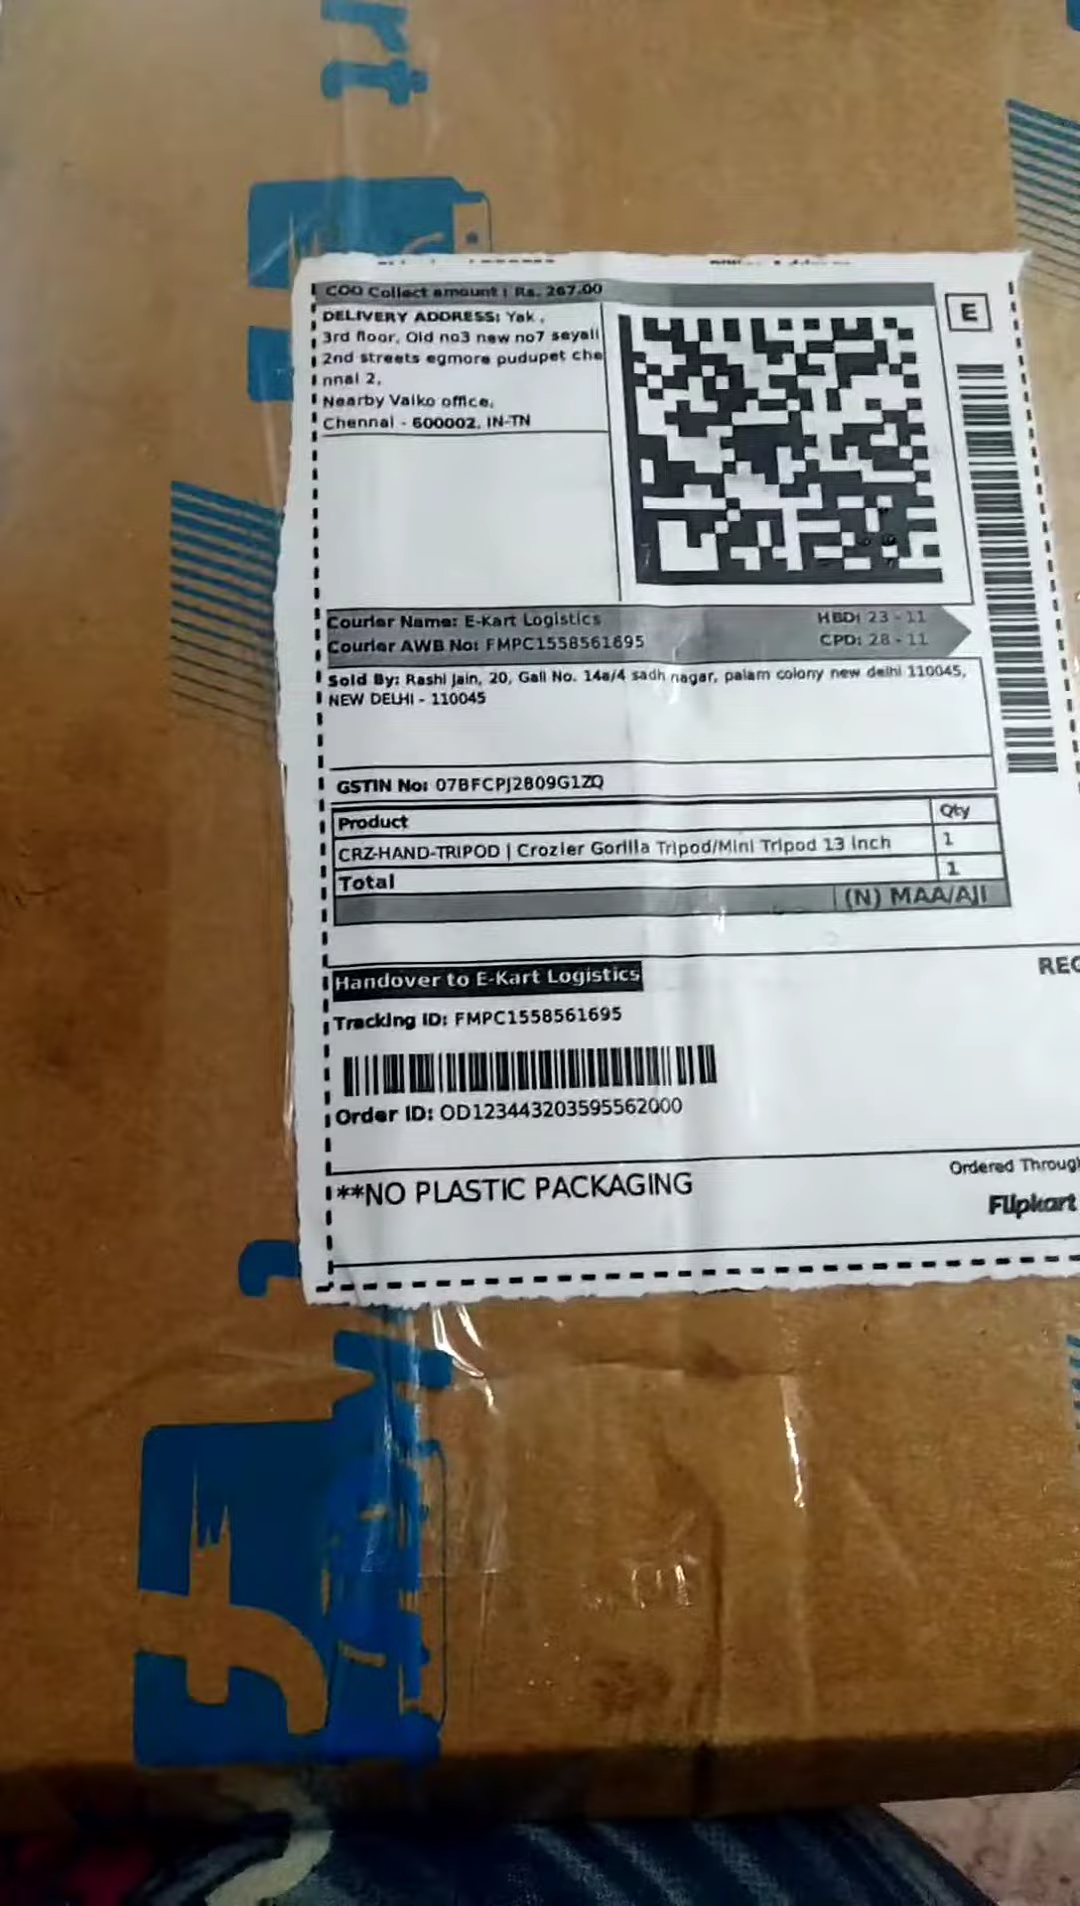 COD Collect amount : Rs. 267.00
E
DELIVERY ADDRESS: Yak ,
3rd floor, Old no3 new no7 seyali
2nd streets egmore pudupet che
nnai 2,
Nearby Vaiko office,
Chennai - 600002, IN-TN
Courier Name: E-Kart Logistics
HBD: 23 - 11
Courier AWB No: FMPC1558561695
CPD: 28 - 11
Sold By: Rashi Jain, 20, Gali No. 14a/4 sadh nagar, palam colony new delhi 110045,
NEW DELHI - 110045
GSTIN No: 07BFCPJ2809G1ZQ
Product Qty
CRZ-HAND-TRIPOD | Crozier Gorilla Tripod/Mini Tripod 13 inch 1
Total 1
(N) MAA/AJI
Handover to E-Kart Logistics
REG
Tracking ID: FMPC1558561695
Order ID: OD123443203595562000
Ordered Through
**NO PLASTIC PACKAGING
Flipkart